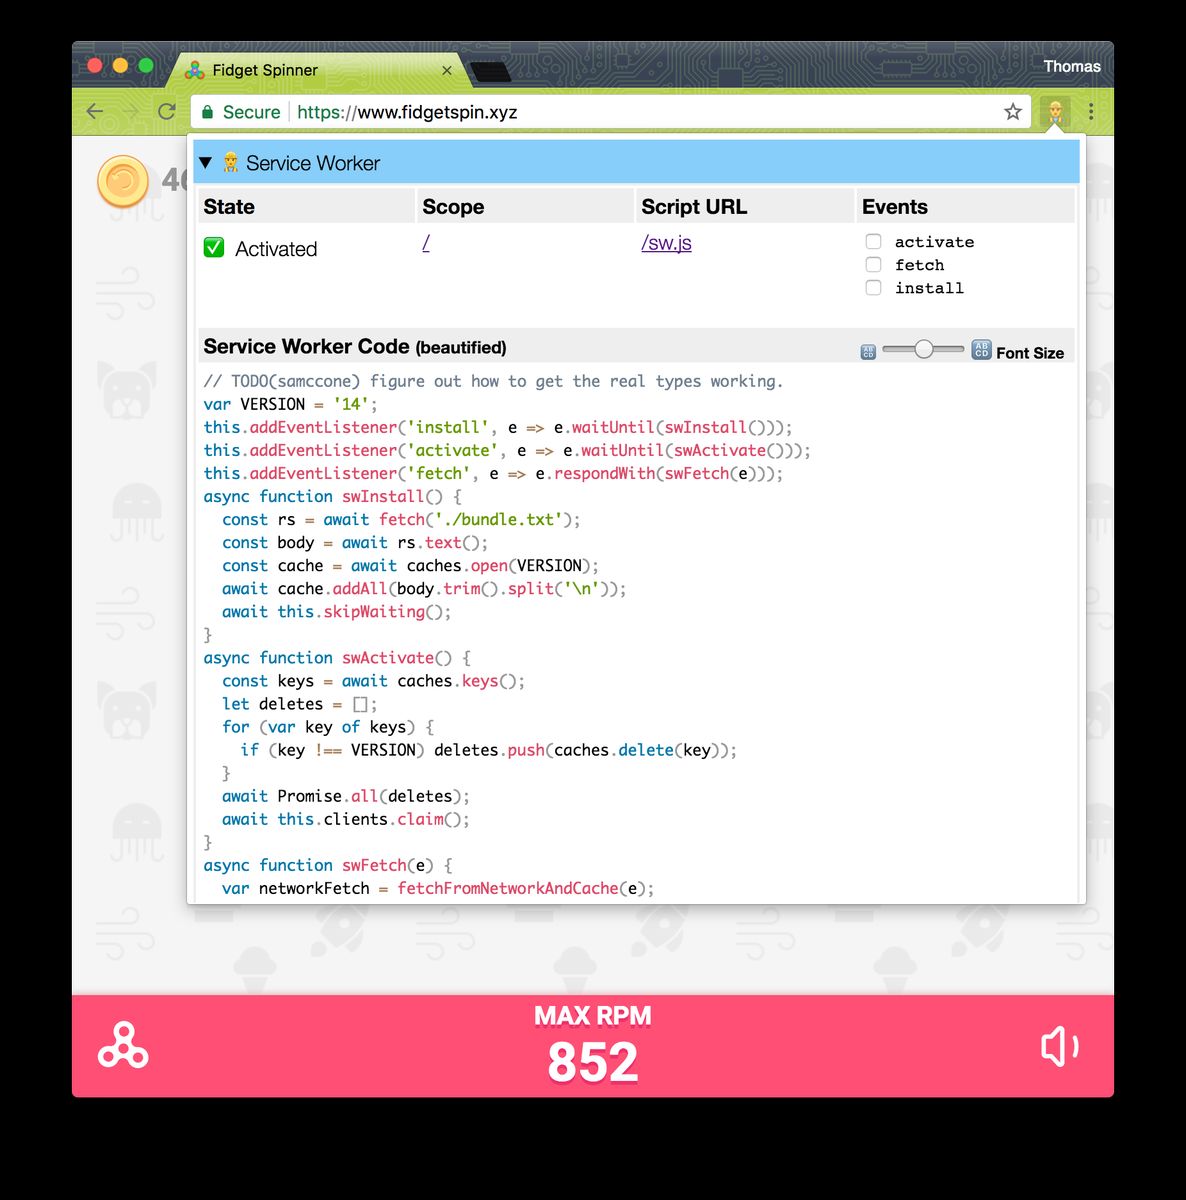 Fidget Spinner
Thomas
Secure https://www.fidgetspin.xyz
Service Worker
State Scope Script URL Events
Activated / /sw.js activate
fetch
install
Service Worker Code (beautified) Font Size
// TODO(samccone) figure out how to get the real types working.
var VERSION = '14';
this.addEventListener('install', e => e.waitUntil(swInstall()));
this.addEventListener('activate', e => e.waitUntil(swActivate()));
this.addEventListener('fetch', e => e.respondWith(swFetch(e)));
async function swInstall() {
  const rs = await fetch('./bundle.txt');
  const body = await rs.text();
  const cache = await caches.open(VERSION);
  await cache.addAll(body.trim().split('\n'));
  await this.skipWaiting();
}
async function swActivate() {
  const keys = await caches.keys();
  let deletes = [];
  for (var key of keys) {
    if (key !== VERSION) deletes.push(caches.delete(key));
  }
  await Promise.all(deletes);
  await this.clients.claim();
}
async function swFetch(e) {
  var networkFetch = fetchFromNetworkAndCache(e);
MAX RPM
852